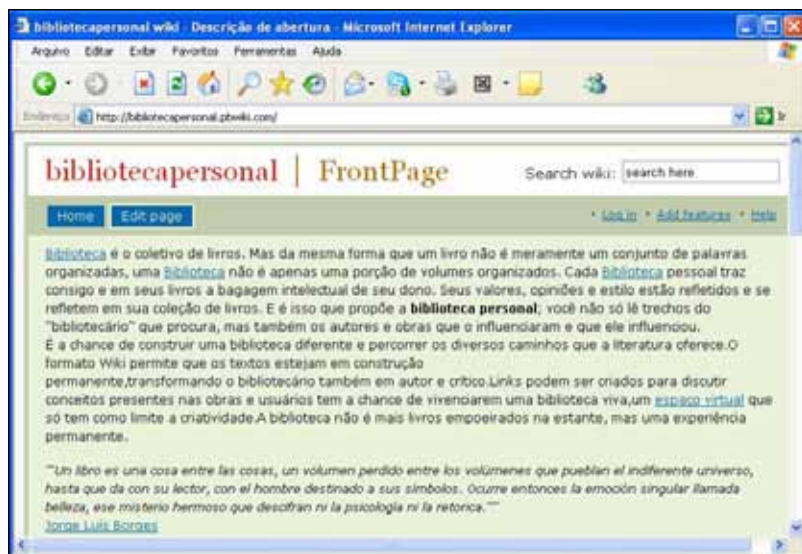 bibliotecapersonal wiki - Descrição de abertura - Microsoft Internet Explorer
Arquivo Editar Exibir Favoritos Ferramentas Ajuda
Endereço http://bibliotecapersonal.pbwiki.com/ Ir
bibliotecapersonal | FrontPage Search wiki: search here
Home Edit page • Log in • Add features • Help
Biblioteca é o coletivo de livros. Mas da mesma forma que um livro não é meramente um conjunto de palavras
organizadas, uma Biblioteca não é apenas uma porção de volumes organizados. Cada Biblioteca pessoal traz
consigo e em seus livros a bagagem intelectual de seu dono. Seus valores, opiniões e estilo estão refletidos e se
refletem em sua coleção de livros. E é isso que propõe a biblioteca personal; você não só lê trechos do
"bibliotecário" que procura, mas também os autores e obras que o influenciaram e que ele influenciou.
É a chance de construir uma biblioteca diferente e percorrer os diversos caminhos que a literatura oferece.O
formato Wiki permite que os textos estejam em construção
permanente,transformando o bibliotecário também em autor e crítico.Links podem ser criados para discutir
conceitos presentes nas obras e usuários tem a chance de vivenciarem uma biblioteca viva,um espaço virtual que
só tem como limite a criatividade.A biblioteca não é mais livros empoeirados na estante, mas uma experiência
permanente.
""Un libro es una cosa entre las cosas, un volumen perdido entre los volúmenes que pueblan el indiferente universo,
hasta que da con su lector, con el hombre destinado a sus símbolos. Ocurre entonces la emoción singular llamada
belleza, ese misterio hermoso que descifran ni la psicología ni la retorica.""
Jorge Luis Borges